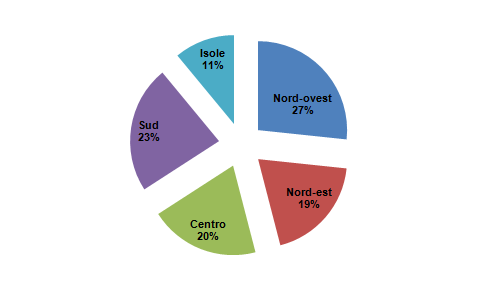 Isole
11%
Nord-ovest
27%
Sud
23%
Nord-est
19%
Centro
20%